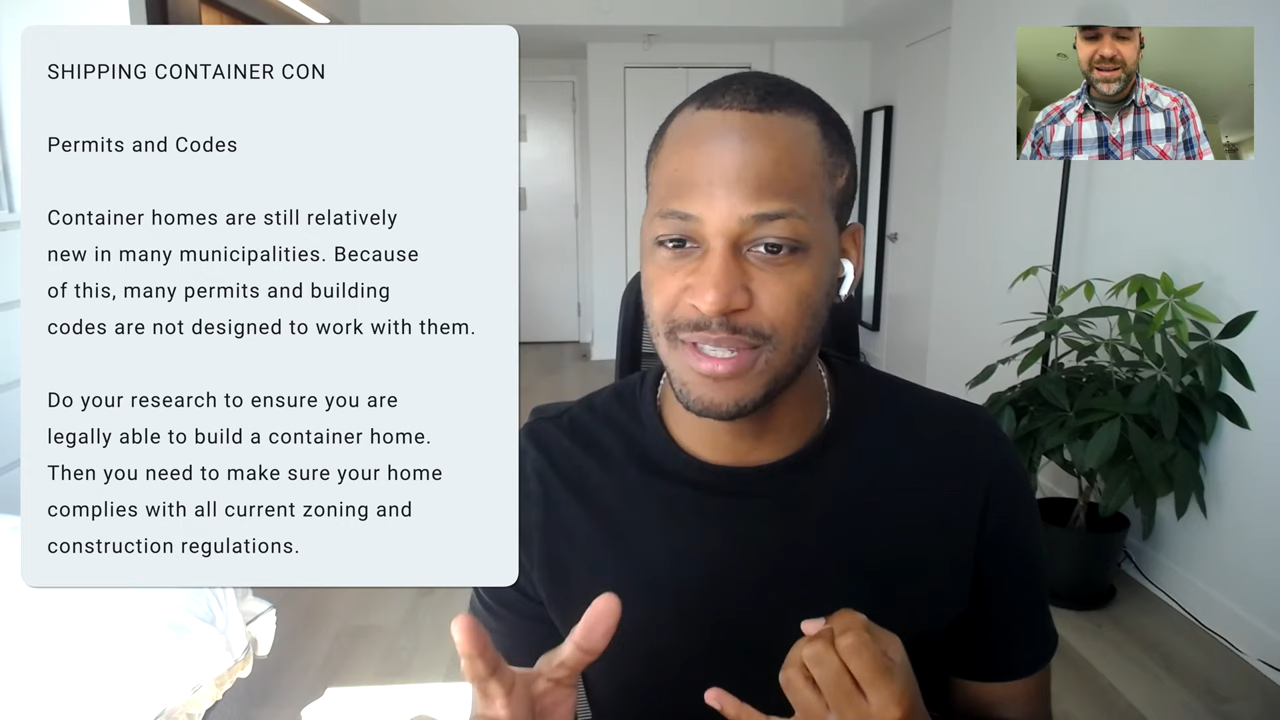 SHIPPING CONTAINER CON
Permits and Codes
Container homes are still relatively
new in many municipalities. Because
of this, many permits and building
codes are not designed to work with them.
Do your research to ensure you are
legally able to build a container home.
Then you need to make sure your home
complies with all current zoning and
construction regulations.